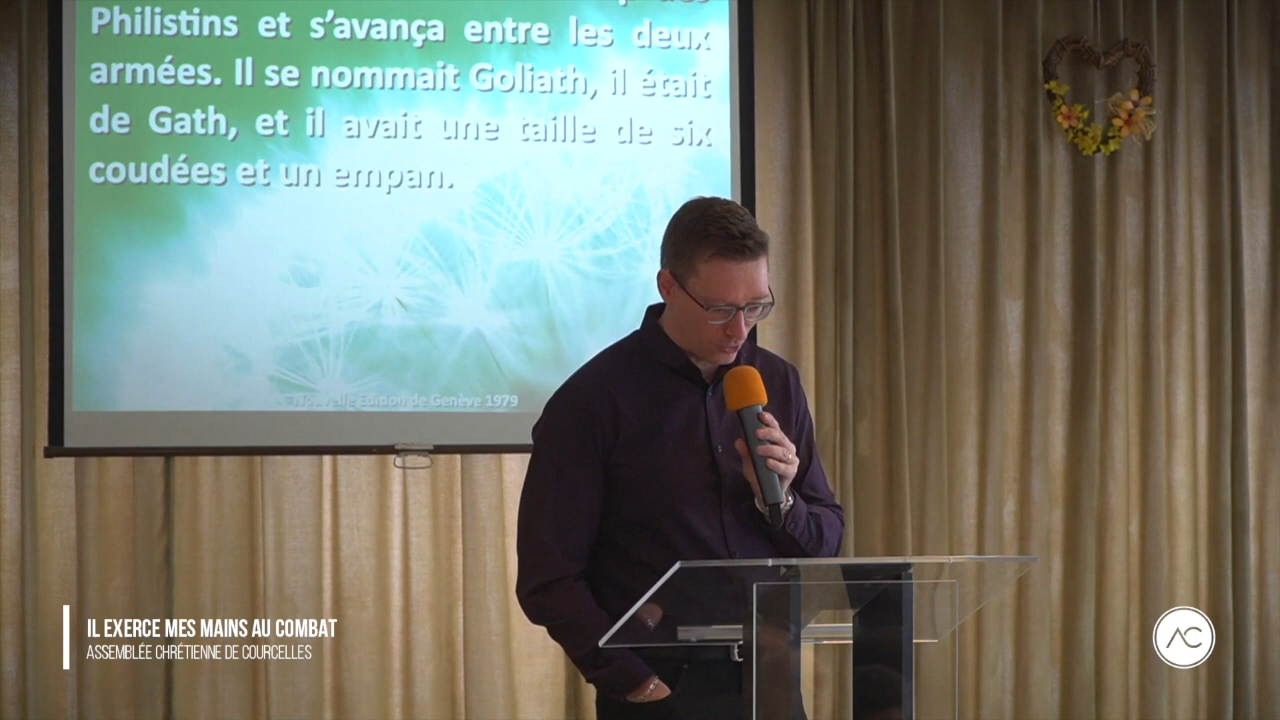 Philistins et s’avança entre les deux
armées. Il se nommait Goliath, il était
de Gath, et il avait une taille de six
coudées et un empan.
Nouvelle Edition de Genève 1979
IL EXERCE MES MAINS AU COMBAT
ASSEMBLÉE CHRÉTIENNE DE COURCELLES
AC